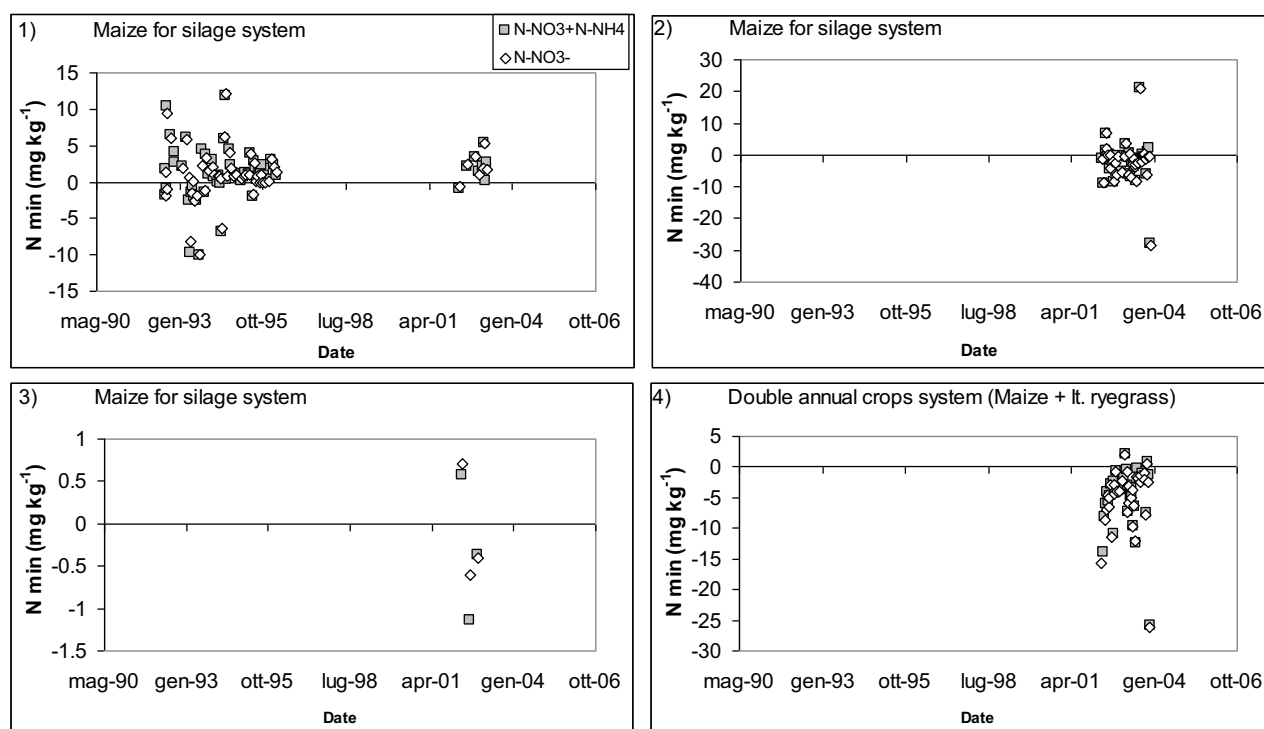 1) Maize for silage system
N-NO3+N-NH4
N-NO3-
N min (mg kg-1)
15
10
5
0
-5
-10
-15
mag-90 gen-93 ott-95 lug-98 apr-01 gen-04 ott-06
Date
2) Maize for silage system
N min (mg kg-1)
30
20
10
0
-10
-20
-30
-40
mag-90 gen-93 ott-95 lug-98 apr-01 gen-04 ott-06
Date
3) Maize for silage system
N min (mg kg-1)
1
0.5
0
-0.5
-1
-1.5
mag-90 gen-93 ott-95 lug-98 apr-01 gen-04 ott-06
Date
4) Double annual crops system (Maize + It. ryegrass)
N min (mg kg-1)
5
0
-5
-10
-15
-20
-25
-30
mag-90 gen-93 ott-95 lug-98 apr-01 gen-04 ott-06
Date